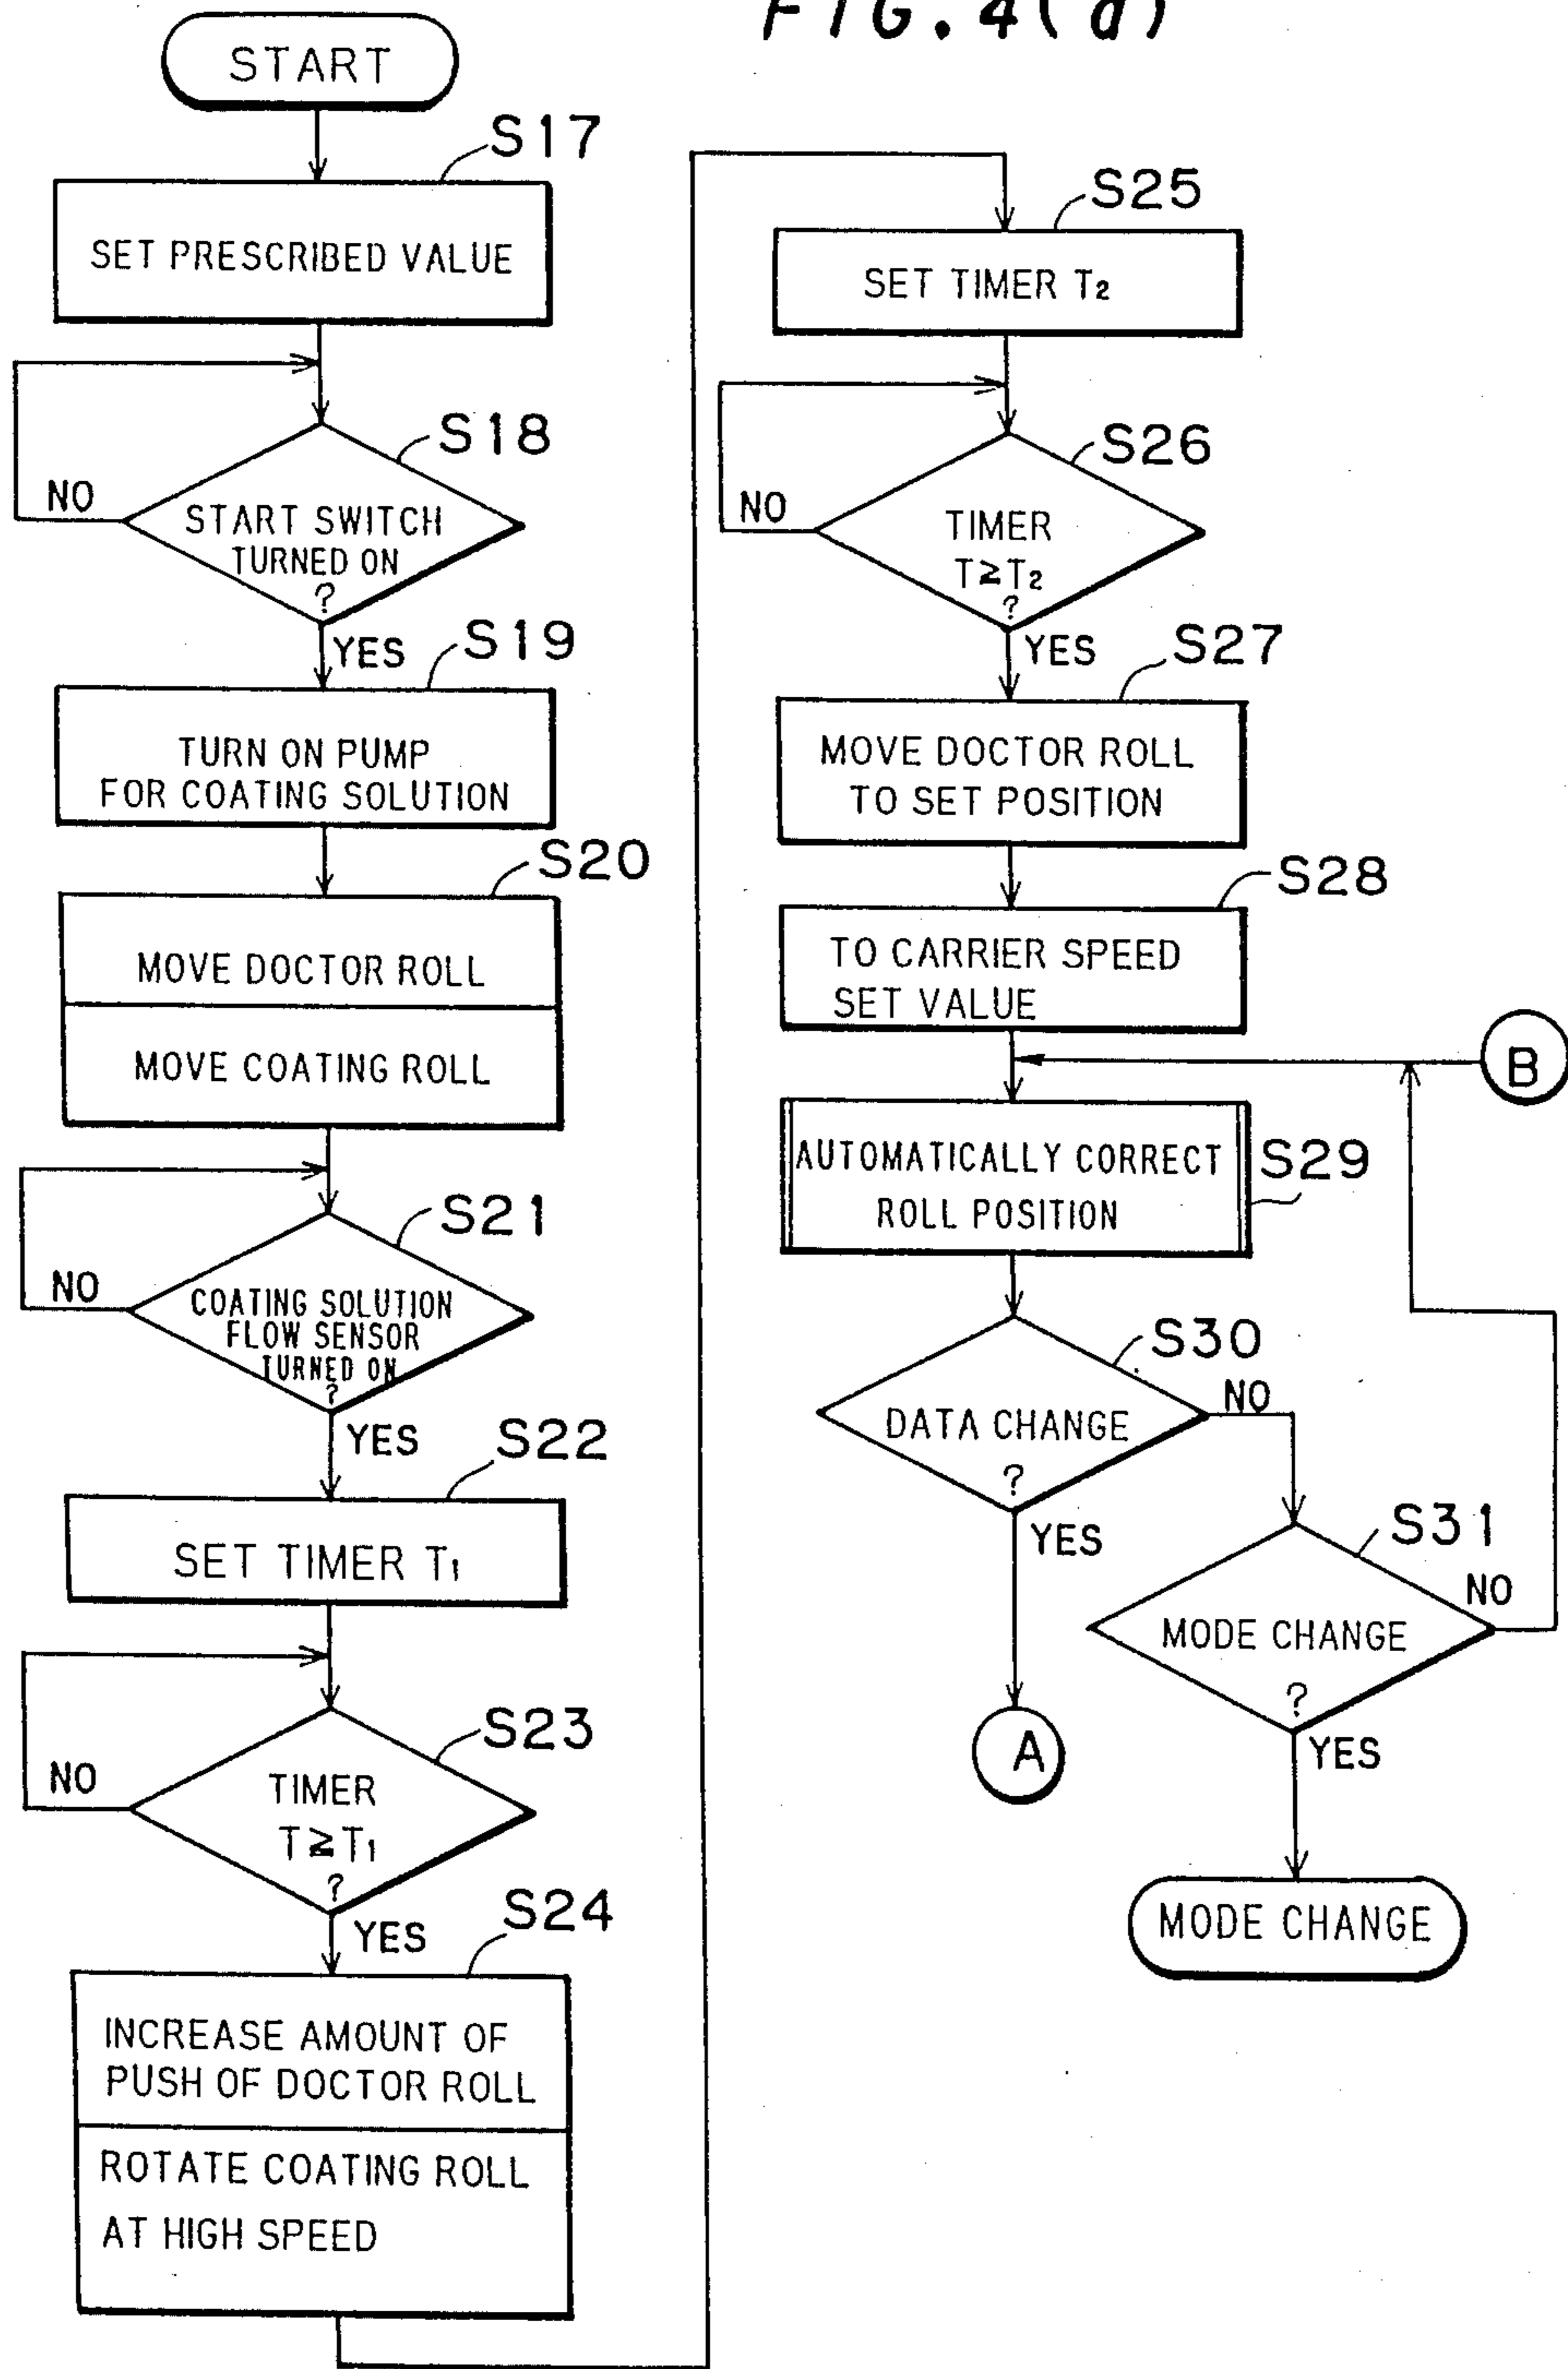 FIG.4(a)
START
S17
SET PRESCRIBED VALUE
S18
NO
START SWITCH
TURNED ON
?
YES
S19
TURN ON PUMP
FOR COATING SOLUTION
S20
MOVE DOCTOR ROLL
MOVE COATING ROLL
S21
NO
COATING SOLUTION
FLOW SENSOR
TURNED ON
?
YES
S22
SET TIMER T1
S23
NO
TIMER
T≧T1
?
YES
S24
INCREASE AMOUNT OF
PUSH OF DOCTOR ROLL
ROTATE COATING ROLL
AT HIGH SPEED
S25
SET TIMER T2
S26
NO
TIMER
T≧T2
?
YES
S27
MOVE DOCTOR ROLL
TO SET POSITION
S28
TO CARRIER SPEED
SET VALUE
B
AUTOMATICALLY CORRECT
ROLL POSITION
S29
S30
NO
DATA CHANGE
?
YES
S31
NO
MODE CHANGE
?
YES
A
MODE CHANGE